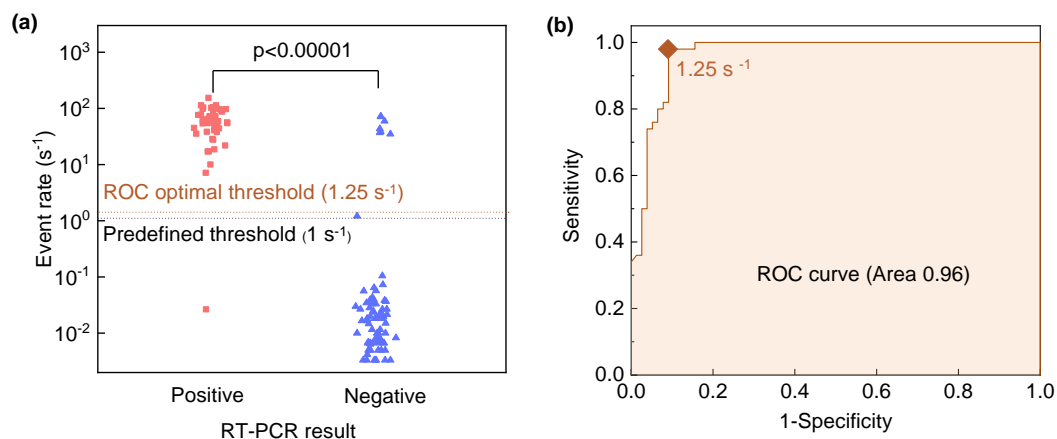 (a)
p<0.00001
10³
10²
10¹
10⁰
10⁻¹
10⁻²
Event rate (s⁻¹)
ROC optimal threshold (1.25 s⁻¹)
Predefined threshold (1 s⁻¹)
Positive
Negative
RT-PCR result
(b)
1.25 s ⁻¹
ROC curve (Area 0.96)
Sensitivity
1.0
0.8
0.6
0.4
0.2
0.0
0.0 0.2 0.4 0.6 0.8 1.0
1-Specificity